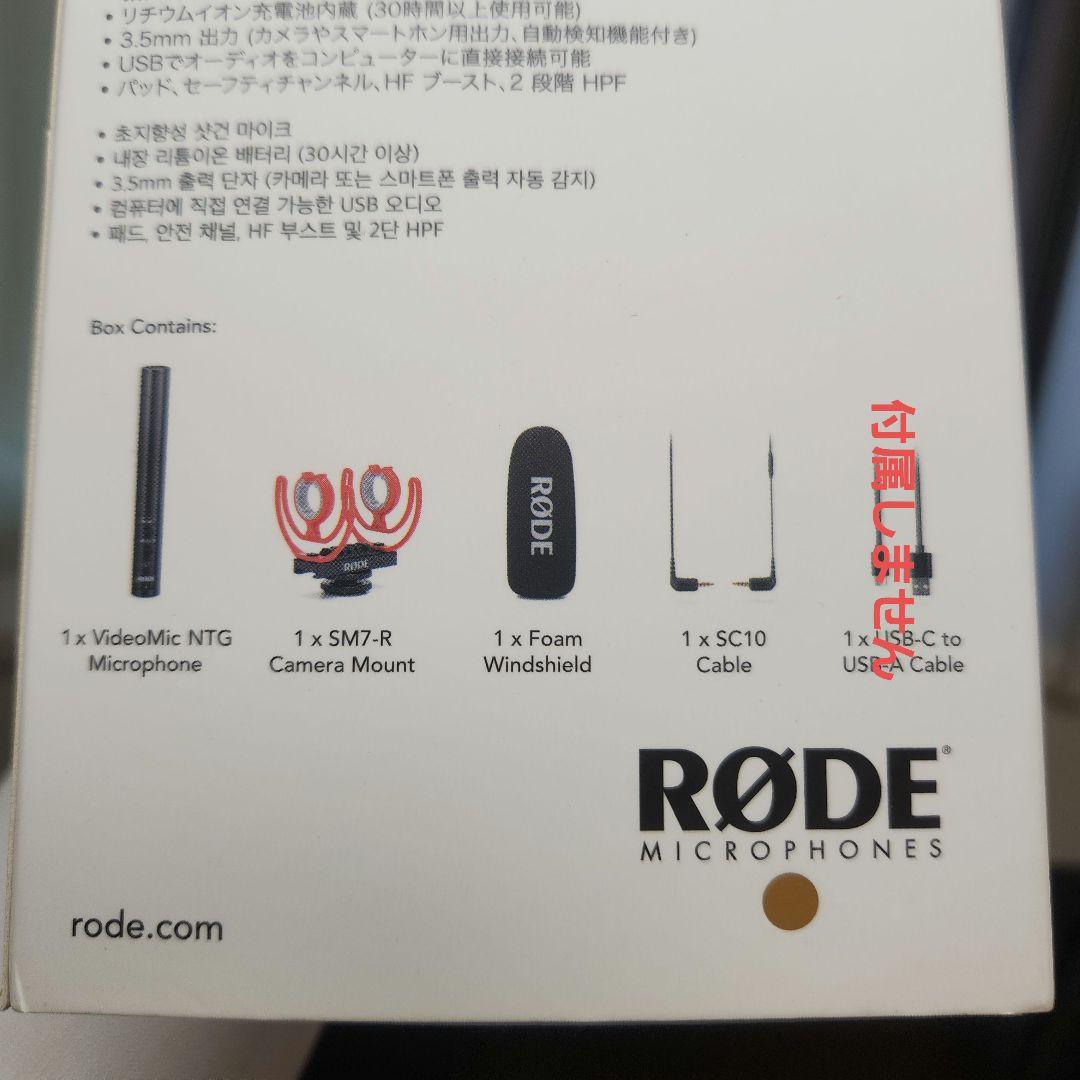 • リチウムイオン充電池内蔵 (30時間以上使用可能)
• 3.5mm 出力 (カメラやスマートホン用出力、自動検知機能付き)
• USBでオーディオをコンピューターに直接接続可能
• パッド、セーフティチャンネル、HF ブースト、2 段階 HPF
• 초지향성 샷건 마이크
• 내장 리튬이온 배터리 (30시간 이상)
• 3.5mm 출력 단자 (카메라 또는 스마트폰 출력 자동 감지)
• 컴퓨터에 직접 연결 가능한 USB 오디오
• 패드, 안전 채널, HF 부스트 및 2단 HPF
Box Contains:
RØDE
RØDE
RØDE
付属しません
1 x VideoMic NTG
Microphone
1 x SM7-R
Camera Mount
1 x Foam
Windshield
1 x SC10
Cable
1 x USB-C to
USB-A Cable
RØDE®
MICROPHONES
rode.com